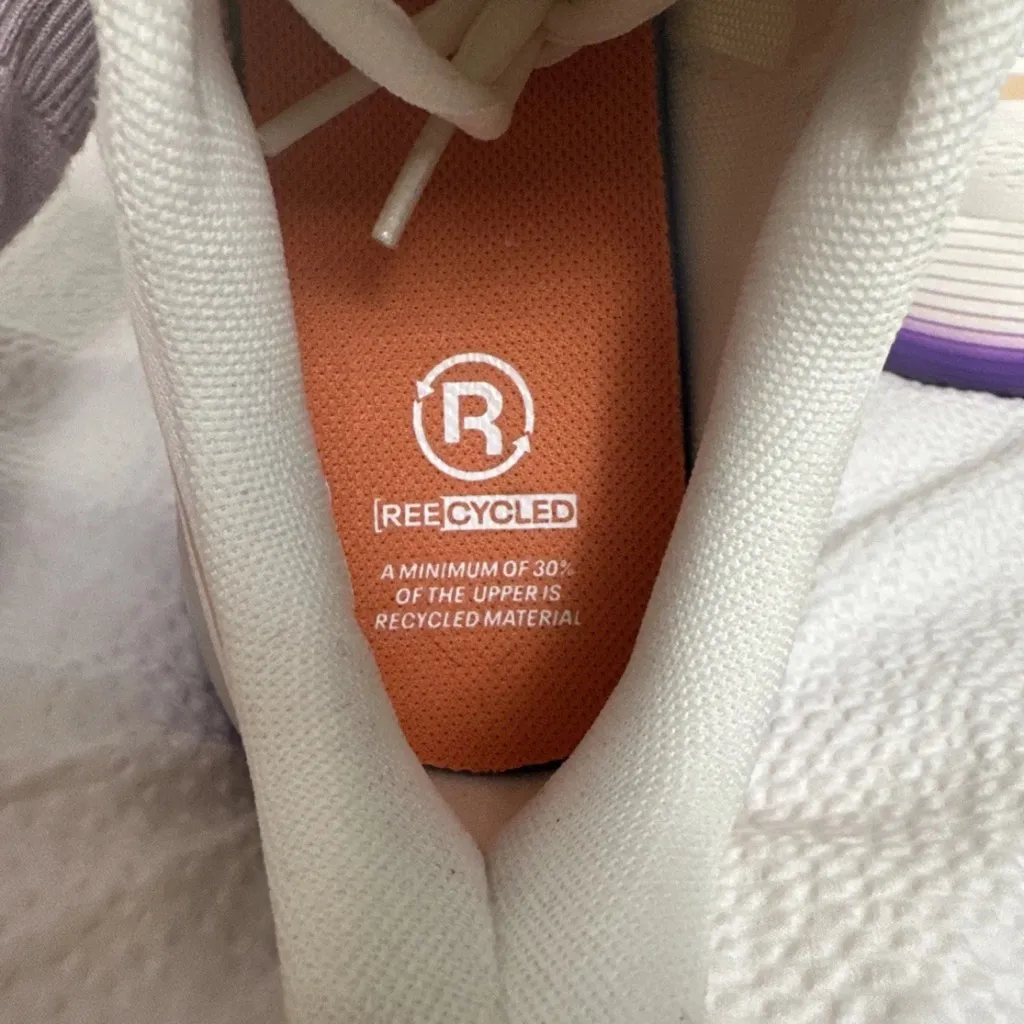 R
[REECYCLED]
A MINIMUM OF 30%
OF THE UPPER IS
RECYCLED MATERIAL